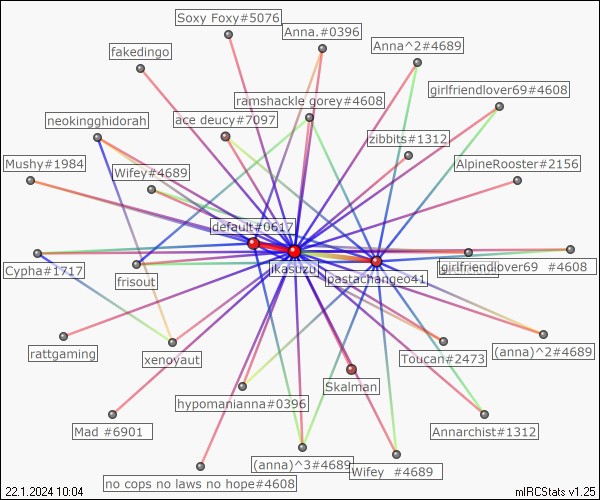 Soxy Foxy#5076
Anna.#0396
fakedingo
Anna^2#4689
girlfriendlover69#4608
ramshackle gorey#4608
neokingghidorah
ace deucy#7097
zibbits#1312
Mushy#1984
AlpineRooster#2156
Wifey#4689
default#0617
Cypha#1717
ikasuzu
girlfriendlover69 #4608
frisout
pastachangeo41
rattgaming
xenoyaut
Toucan#2473
(anna)^2#4689
Skalman
hypomanianna#0396
Mad #6901
Annarchist#1312
(anna)^3#4689
Wifey #4689
no cops no laws no hope#4608
22.1.2024 10:04
mIRCStats v1.25